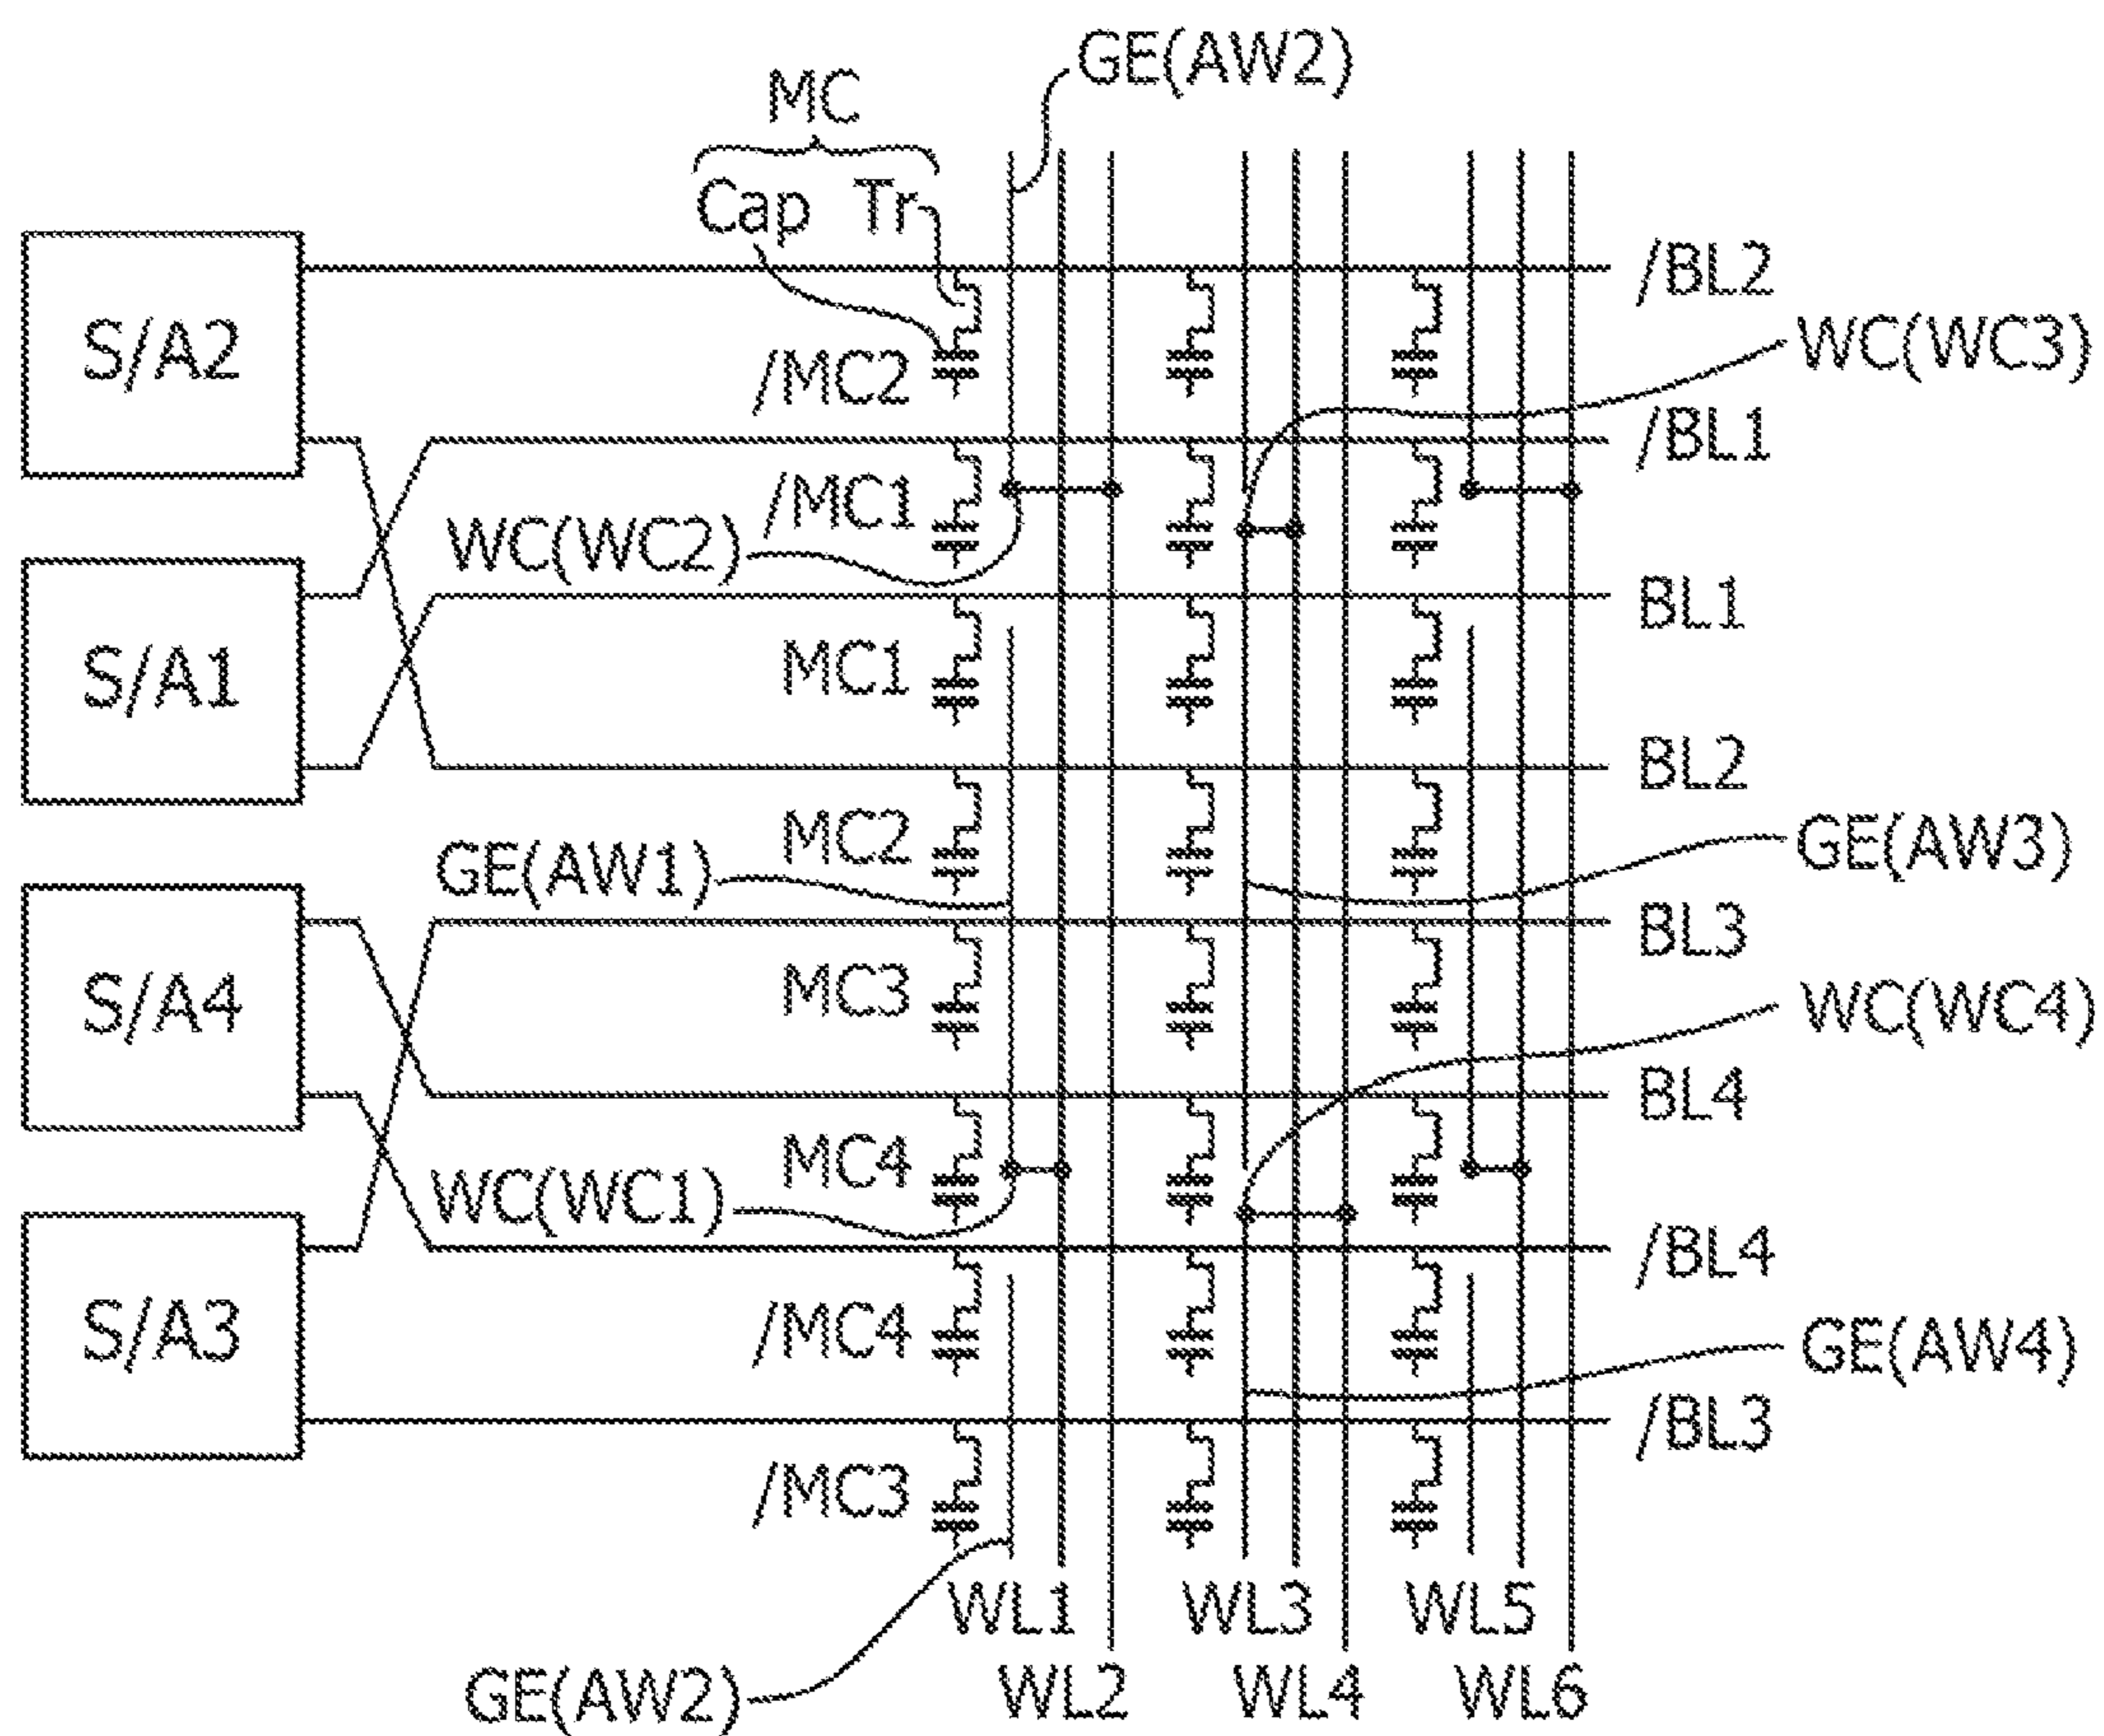 GE(AW2)
MC
Cap Tr
/BL2
S/A2
WC(WC3)
/MC2
/BL1
/MC1
WC(WC2)
BL1
S/A1
MC1
BL2
MC2
GE(AW1)
GE(AW3)
BL3
S/A4
MC3
WC(WC4)
BL4
MC4
WC(WC1)
/BL4
S/A3
/MC4
GE(AW4)
/BL3
/MC3
WL1 WL3 WL5
GE(AW2) WL2 WL4 WL6